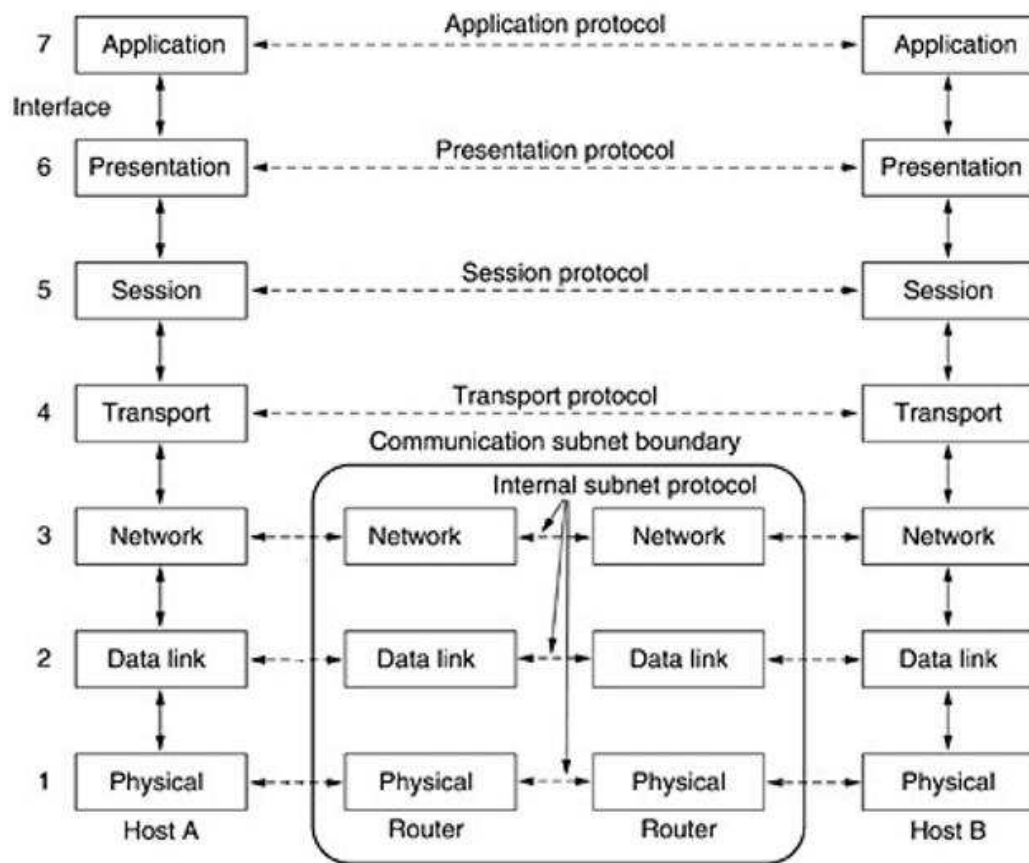 7 Application Application protocol Application
Interface
6 Presentation Presentation protocol Presentation
5 Session Session protocol Session
4 Transport Transport protocol Transport
Communication subnet boundary
Internal subnet protocol
3 Network Network Network Network
2 Data link Data link Data link Data link
1 Physical Physical Physical Physical
Host A Router Router Host B